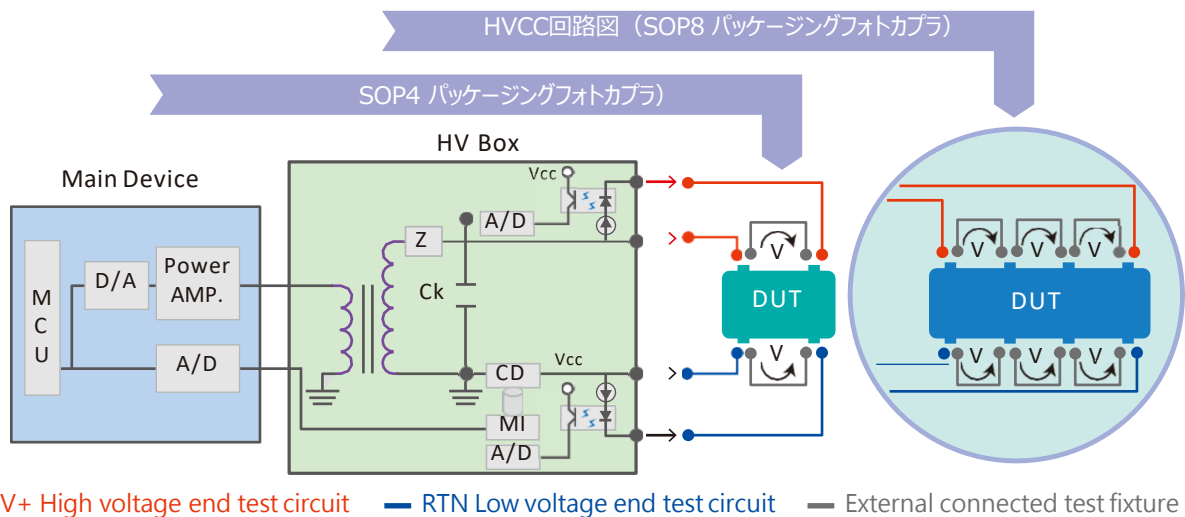 HVCC回路図（SOP8 パッケージングフォトカプラ）
SOP4 パッケージングフォトカプラ）
HV Box
Main Device
Vcc
A/D
Z
D/A
Power
AMP.
M
C
U
A/D
Ck
Vcc
CD
MI
A/D
V
DUT
V
V
V
V
DUT
V
V
V
V+ High voltage end test circuit
RTN Low voltage end test circuit
External connected test fixture